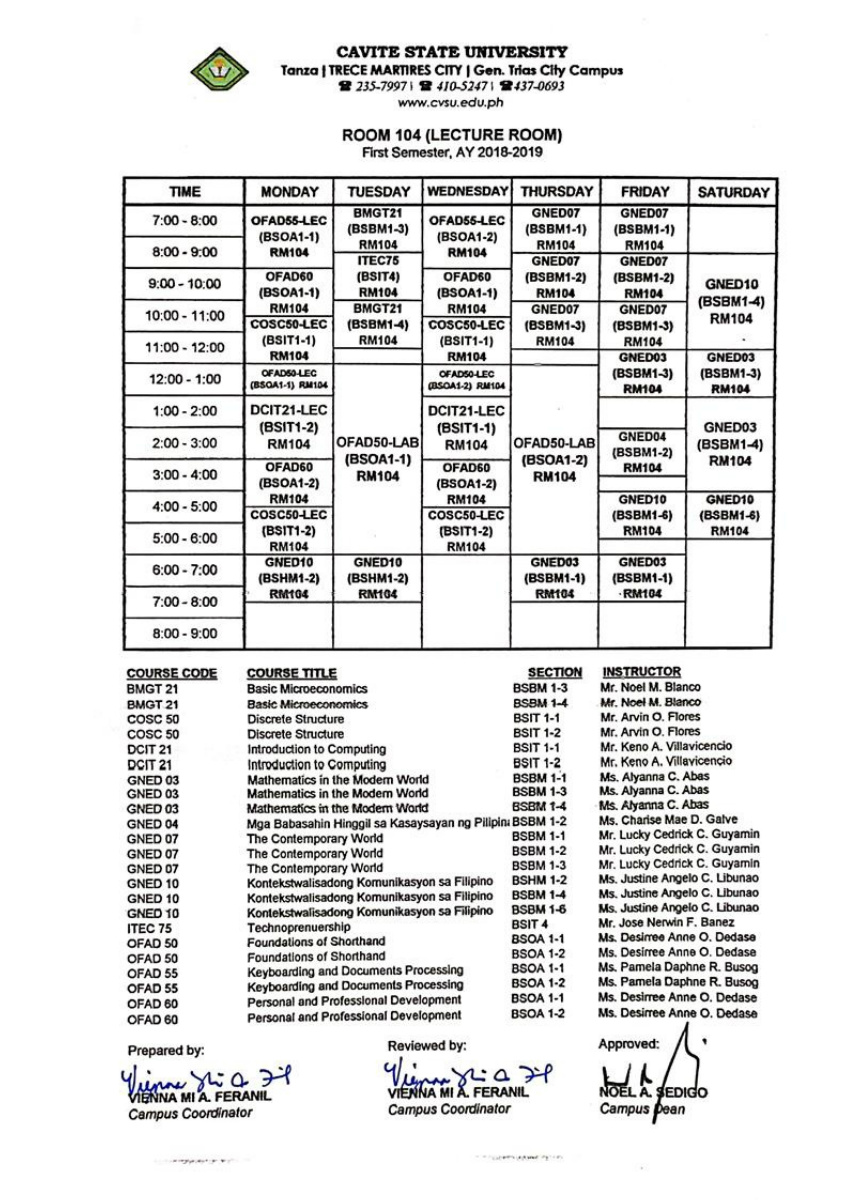 CAVITE STATE UNIVERSITY
Tanza | TRECE MARTIRES CITY | Gen. Trias City Campus
☎ 235-7997 | ☎ 410-5247 | ☎437-0693
www.cvsu.edu.ph
ROOM 104 (LECTURE ROOM)
First Semester, AY 2018-2019
TIME MONDAY TUESDAY WEDNESDAY THURSDAY FRIDAY SATURDAY
7:00 - 8:00
8:00 - 9:00
9:00 - 10:00
10:00 - 11:00
11:00 - 12:00
12:00 - 1:00
1:00 - 2:00
2:00 - 3:00
3:00 - 4:00
4:00 - 5:00
5:00 - 6:00
6:00 - 7:00
7:00 - 8:00
8:00 - 9:00
OFAD55-LEC
(BSOA1-1)
RM104
OFAD60
(BSOA1-1)
RM104
COSC50-LEC
(BSIT1-1)
RM104
OFAD50-LEC
(BSOA1-1) RM104
DCIT21-LEC
(BSIT1-2)
RM104
OFAD60
(BSOA1-2)
RM104
COSC50-LEC
(BSIT1-2)
RM104
GNED10
(BSHM1-2)
RM104
BMGT21
(BSBM1-3)
RM104
ITEC75
(BSIT4)
RM104
BMGT21
(BSBM1-4)
RM104
OFAD50-LAB
(BSOA1-1)
RM104
GNED10
(BSHM1-2)
RM104
OFAD55-LEC
(BSOA1-2)
RM104
OFAD60
(BSOA1-1)
RM104
COSC50-LEC
(BSIT1-1)
RM104
OFAD50-LEC
(BSOA1-2) RM104
DCIT21-LEC
(BSIT1-1)
RM104
OFAD60
(BSOA1-2)
RM104
COSC50-LEC
(BSIT1-2)
RM104
GNED07
(BSBM1-1)
RM104
GNED07
(BSBM1-2)
RM104
GNED07
(BSBM1-3)
RM104
OFAD50-LAB
(BSOA1-2)
RM104
GNED03
(BSBM1-1)
RM104
GNED07
(BSBM1-1)
RM104
GNED07
(BSBM1-2)
RM104
GNED07
(BSBM1-3)
RM104
GNED03
(BSBM1-3)
RM104
GNED04
(BSBM1-2)
RM104
GNED10
(BSBM1-6)
RM104
GNED03
(BSBM1-1)
RM104
GNED10
(BSBM1-4)
RM104
GNED03
(BSBM1-3)
RM104
GNED03
(BSBM1-4)
RM104
GNED10
(BSBM1-6)
RM104
COURSE CODE COURSE TITLE SECTION INSTRUCTOR
BMGT 21 Basic Microeconomics BSBM 1-3 Mr. Noel M. Blanco
BMGT 21 Basic Microeconomics BSBM 1-4 Mr. Noel M. Blanco
COSC 50 Discrete Structure BSIT 1-1 Mr. Arvin O. Flores
COSC 50 Discrete Structure BSIT 1-2 Mr. Arvin O. Flores
DCIT 21 Introduction to Computing BSIT 1-1 Mr. Keno A. Villavicencio
DCIT 21 Introduction to Computing BSIT 1-2 Mr. Keno A. Villavicencio
GNED 03 Mathematics in the Modern World BSBM 1-1 Ms. Alyanna C. Abas
GNED 03 Mathematics in the Modern World BSBM 1-3 Ms. Alyanna C. Abas
GNED 03 Mathematics in the Modern World BSBM 1-4 Ms. Alyanna C. Abas
GNED 04 Mga Babasahin Hinggil sa Kasaysayan ng Pilipin BSBM 1-2 Ms. Charise Mae D. Galve
GNED 07 The Contemporary World BSBM 1-1 Mr. Lucky Cedrick C. Guyamin
GNED 07 The Contemporary World BSBM 1-2 Mr. Lucky Cedrick C. Guyamin
GNED 07 The Contemporary World BSBM 1-3 Mr. Lucky Cedrick C. Guyamin
GNED 10 Kontekstwalisadong Komunikasyon sa Filipino BSHM 1-2 Ms. Justine Angelo C. Libunao
GNED 10 Kontekstwalisadong Komunikasyon sa Filipino BSBM 1-4 Ms. Justine Angelo C. Libunao
GNED 10 Kontekstwalisadong Komunikasyon sa Filipino BSBM 1-6 Ms. Justine Angelo C. Libunao
ITEC 75 Technoprenuership BSIT 4 Mr. Jose Nerwin F. Banez
OFAD 50 Foundations of Shorthand BSOA 1-1 Ms. Desirree Anne O. Dedase
OFAD 50 Foundations of Shorthand BSOA 1-2 Ms. Desirree Anne O. Dedase
OFAD 55 Keyboarding and Documents Processing BSOA 1-1 Ms. Pamela Daphne R. Busog
OFAD 55 Keyboarding and Documents Processing BSOA 1-2 Ms. Pamela Daphne R. Busog
OFAD 60 Personal and Professional Development BSOA 1-1 Ms. Desirree Anne O. Dedase
OFAD 60 Personal and Professional Development BSOA 1-2 Ms. Desirree Anne O. Dedase
Prepared by: Reviewed by: Approved:
VIENNA MI A. FERANIL VIENNA MI A. FERANIL NOEL A. SEDIGO
Campus Coordinator Campus Coordinator Campus Dean